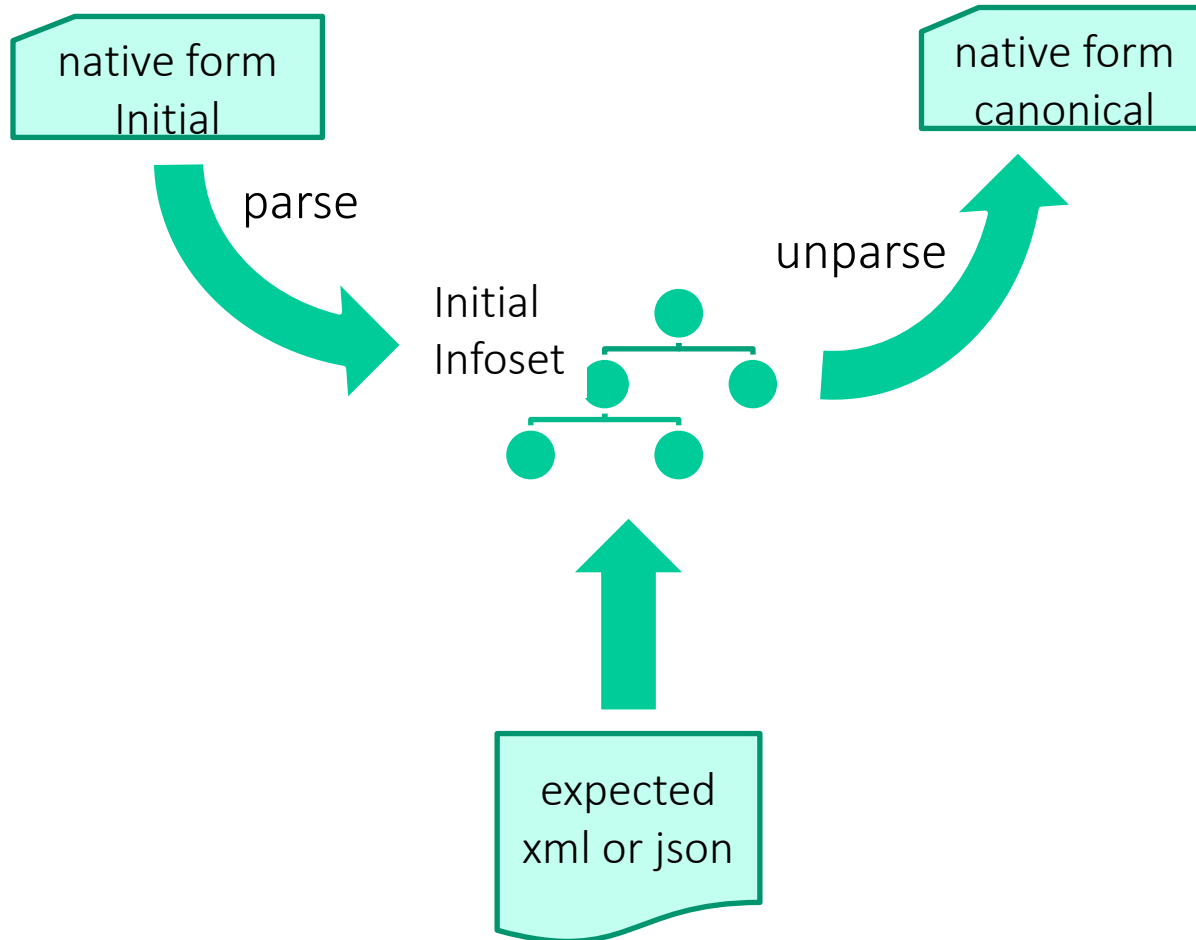 native form
Initial
native form
canonical
parse
unparse
Initial
Infoset
expected
xml or json